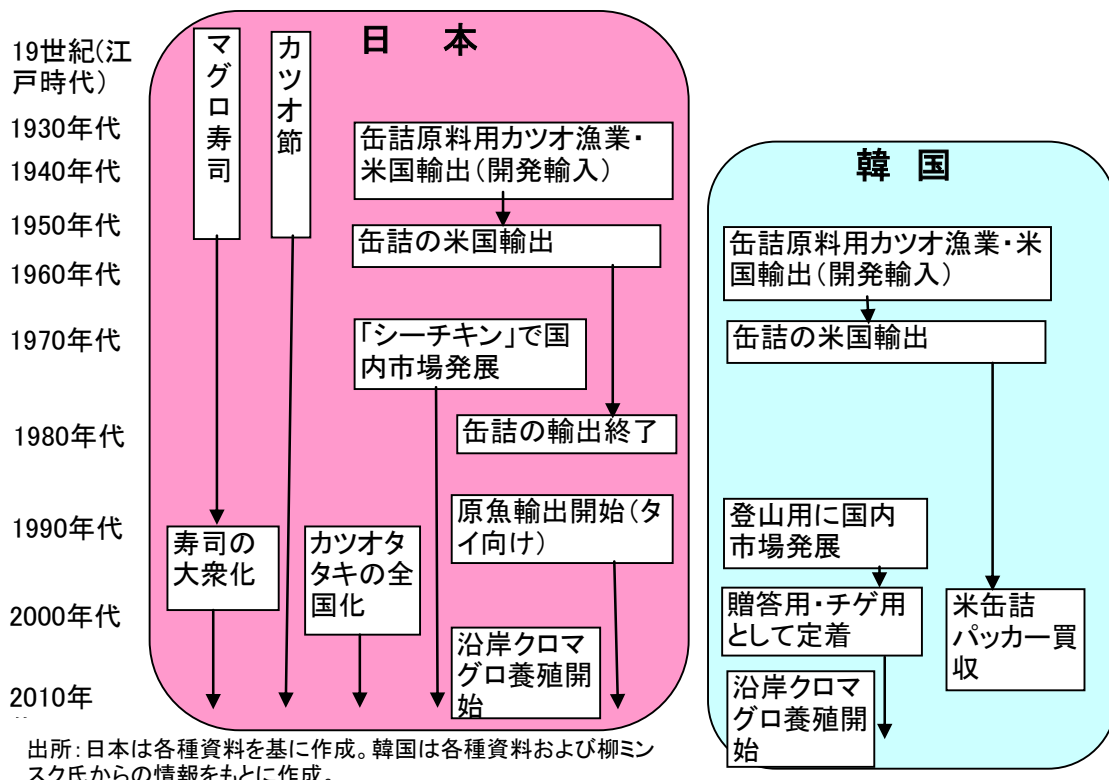 19世紀(江
戸時代)
1930年代
1940年代
1950年代
1960年代
1970年代
1980年代
1990年代
2000年代
2010年
日 本
マグロ寿司
カツオ節
缶詰原料用カツオ漁業・
米国輸出(開発輸入)
缶詰の米国輸出
「シーチキン」で国
内市場発展
缶詰の輸出終了
原魚輸出開始(タ
イ向け)
寿司の
大衆化
カツオタ
タキの全
国化
沿岸クロマ
グロ養殖開
始
韓 国
缶詰原料用カツオ漁業・米
国輸出(開発輸入)
缶詰の米国輸出
登山用に国内
市場発展
贈答用・チゲ用
として定着
米缶詰
パッカー買
収
沿岸クロマ
グロ養殖開
始
出所:日本は各種資料を基に作成。韓国は各種資料および柳ミン
スク氏からの情報をもとに作成。